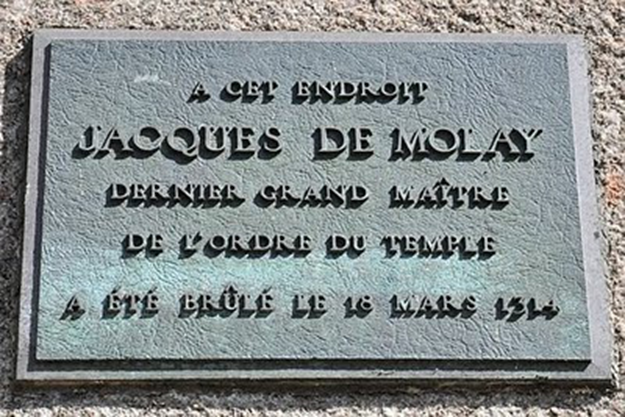 A CET ENDROIT
JACQUES DE MOLAY
DERNIER GRAND MAÎTRE
DE L'ORDRE DU TEMPLE
A ÉTÉ BRÛLÉ LE 18 MARS 1314